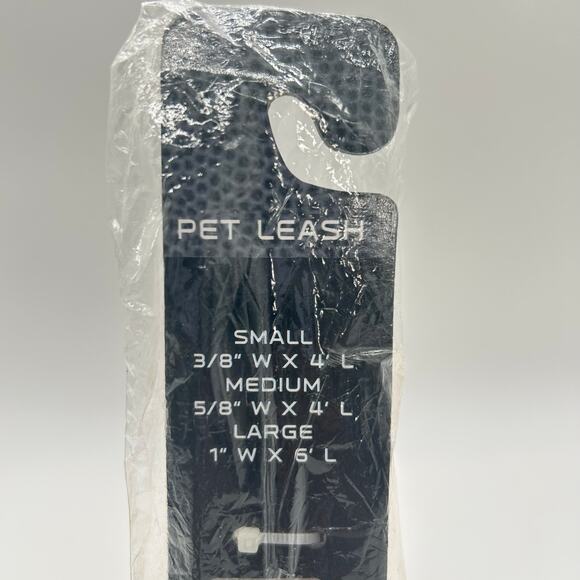 PET LEASH
SMALL
3/8" W X 4' L
MEDIUM
5/8" W X 4' L
LARGE
1" W X 6' L